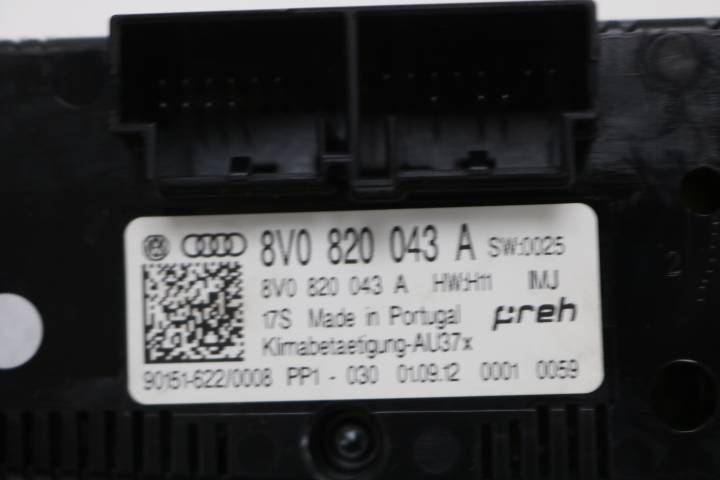 8V0 820 043 A SW:0025
8V0 820 043 A HW:H11 IMJ
17S Made in Portugal preh
Klimabetaetigung-AU37x
90151-622/0008 PP1 - 030 01.09.12 0001 0059